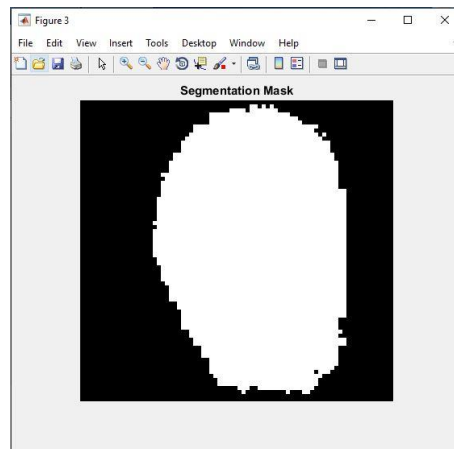 Figure 3
File Edit View Insert Tools Desktop Window Help
Segmentation Mask